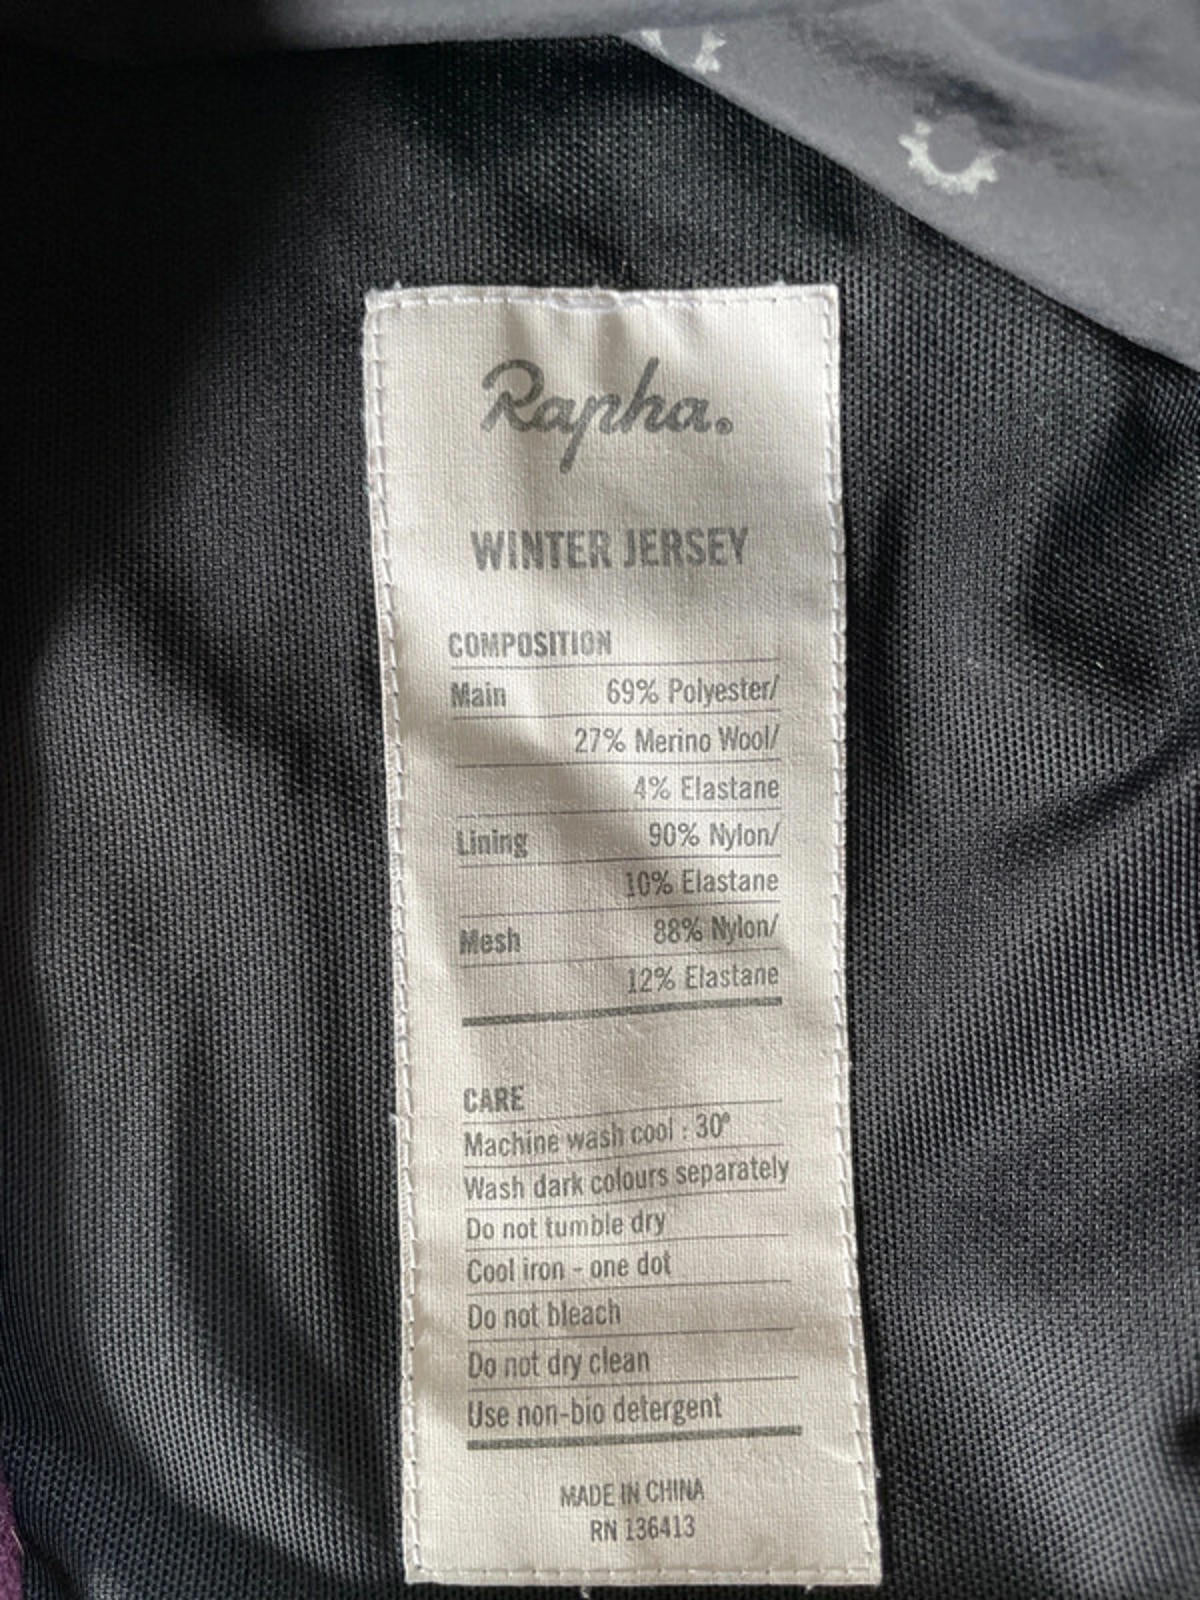 Rapha.
WINTER JERSEY
COMPOSITION
Main 69% Polyester/
27% Merino Wool/
4% Elastane
Lining 90% Nylon/
10% Elastane
Mesh 88% Nylon/
12% Elastane
CARE
Machine wash cool : 30°
Wash dark colours separately
Do not tumble dry
Cool iron - one dot
Do not bleach
Do not dry clean
Use non-bio detergent
MADE IN CHINA
RN 136413